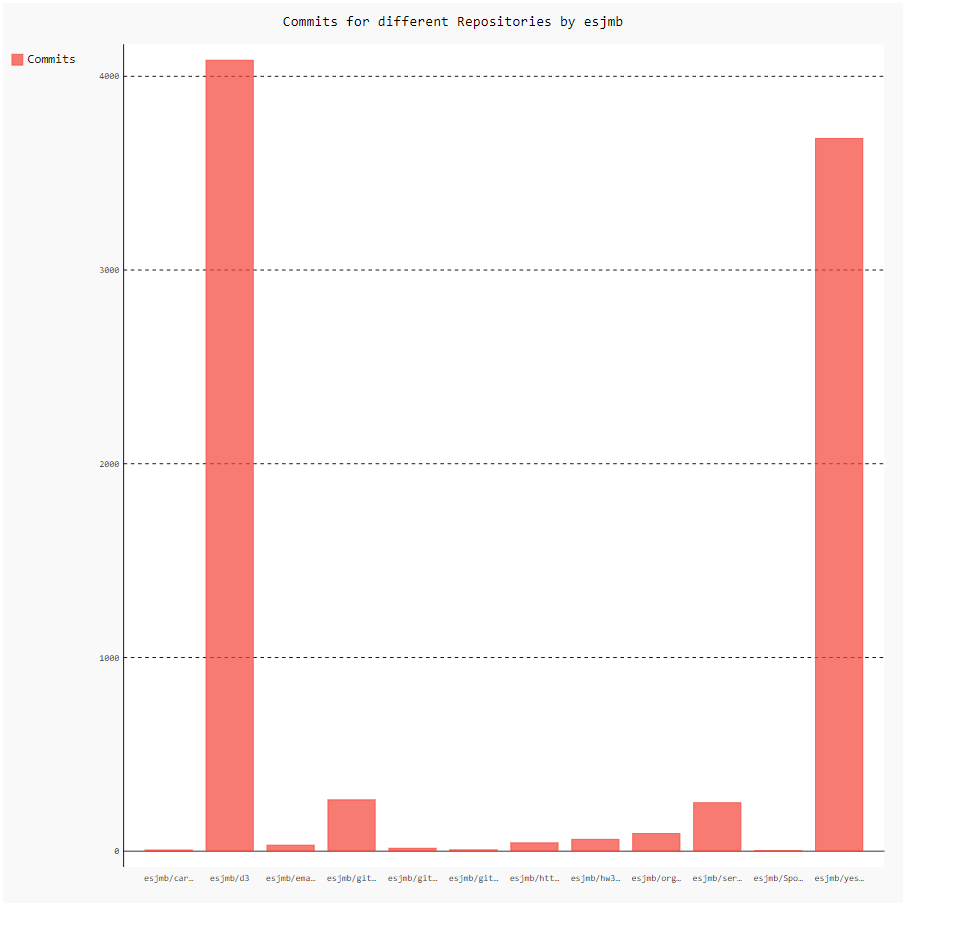 Commits for different Repositories by esjmb
Commits
4000
3000
2000
1000
0
esjmb/car… esjmb/d3 esjmb/ema… esjmb/git… esjmb/git… esjmb/git… esjmb/htt… esjmb/hw3… esjmb/org… esjmb/ser… esjmb/Spo… esjmb/yes…